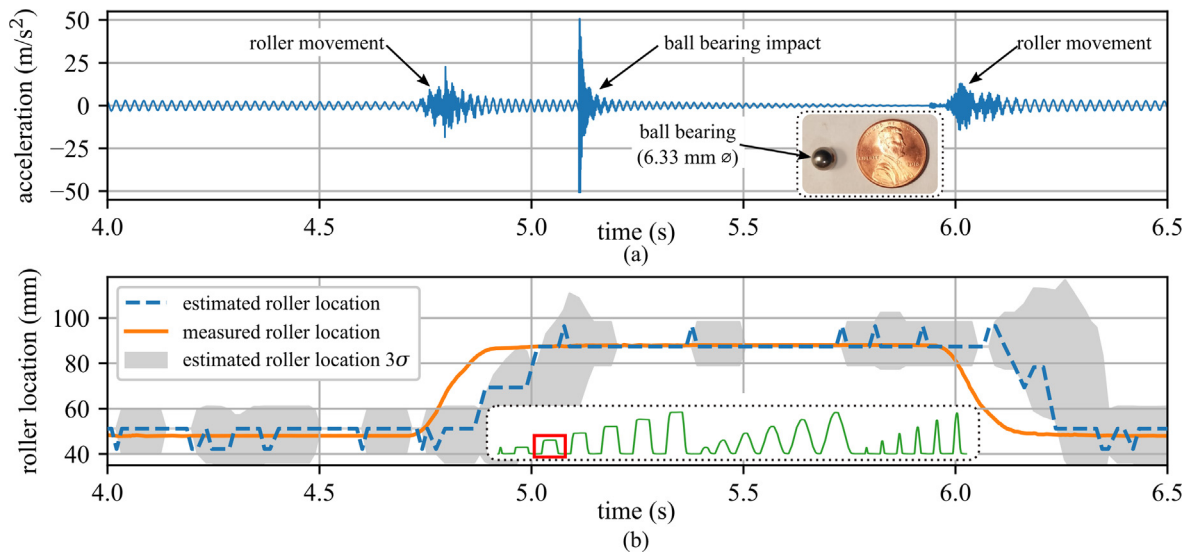 acceleration (m/s²)
50
25
0
−25
−50
roller movement
ball bearing impact
roller movement
ball bearing
(6.33 mm ⌀)
4.0
4.5
5.0
5.5
6.0
6.5
time (s)
(a)
roller location (mm)
100
80
60
40
estimated roller location
measured roller location
estimated roller location 3σ
4.0
4.5
5.0
5.5
6.0
6.5
time (s)
(b)